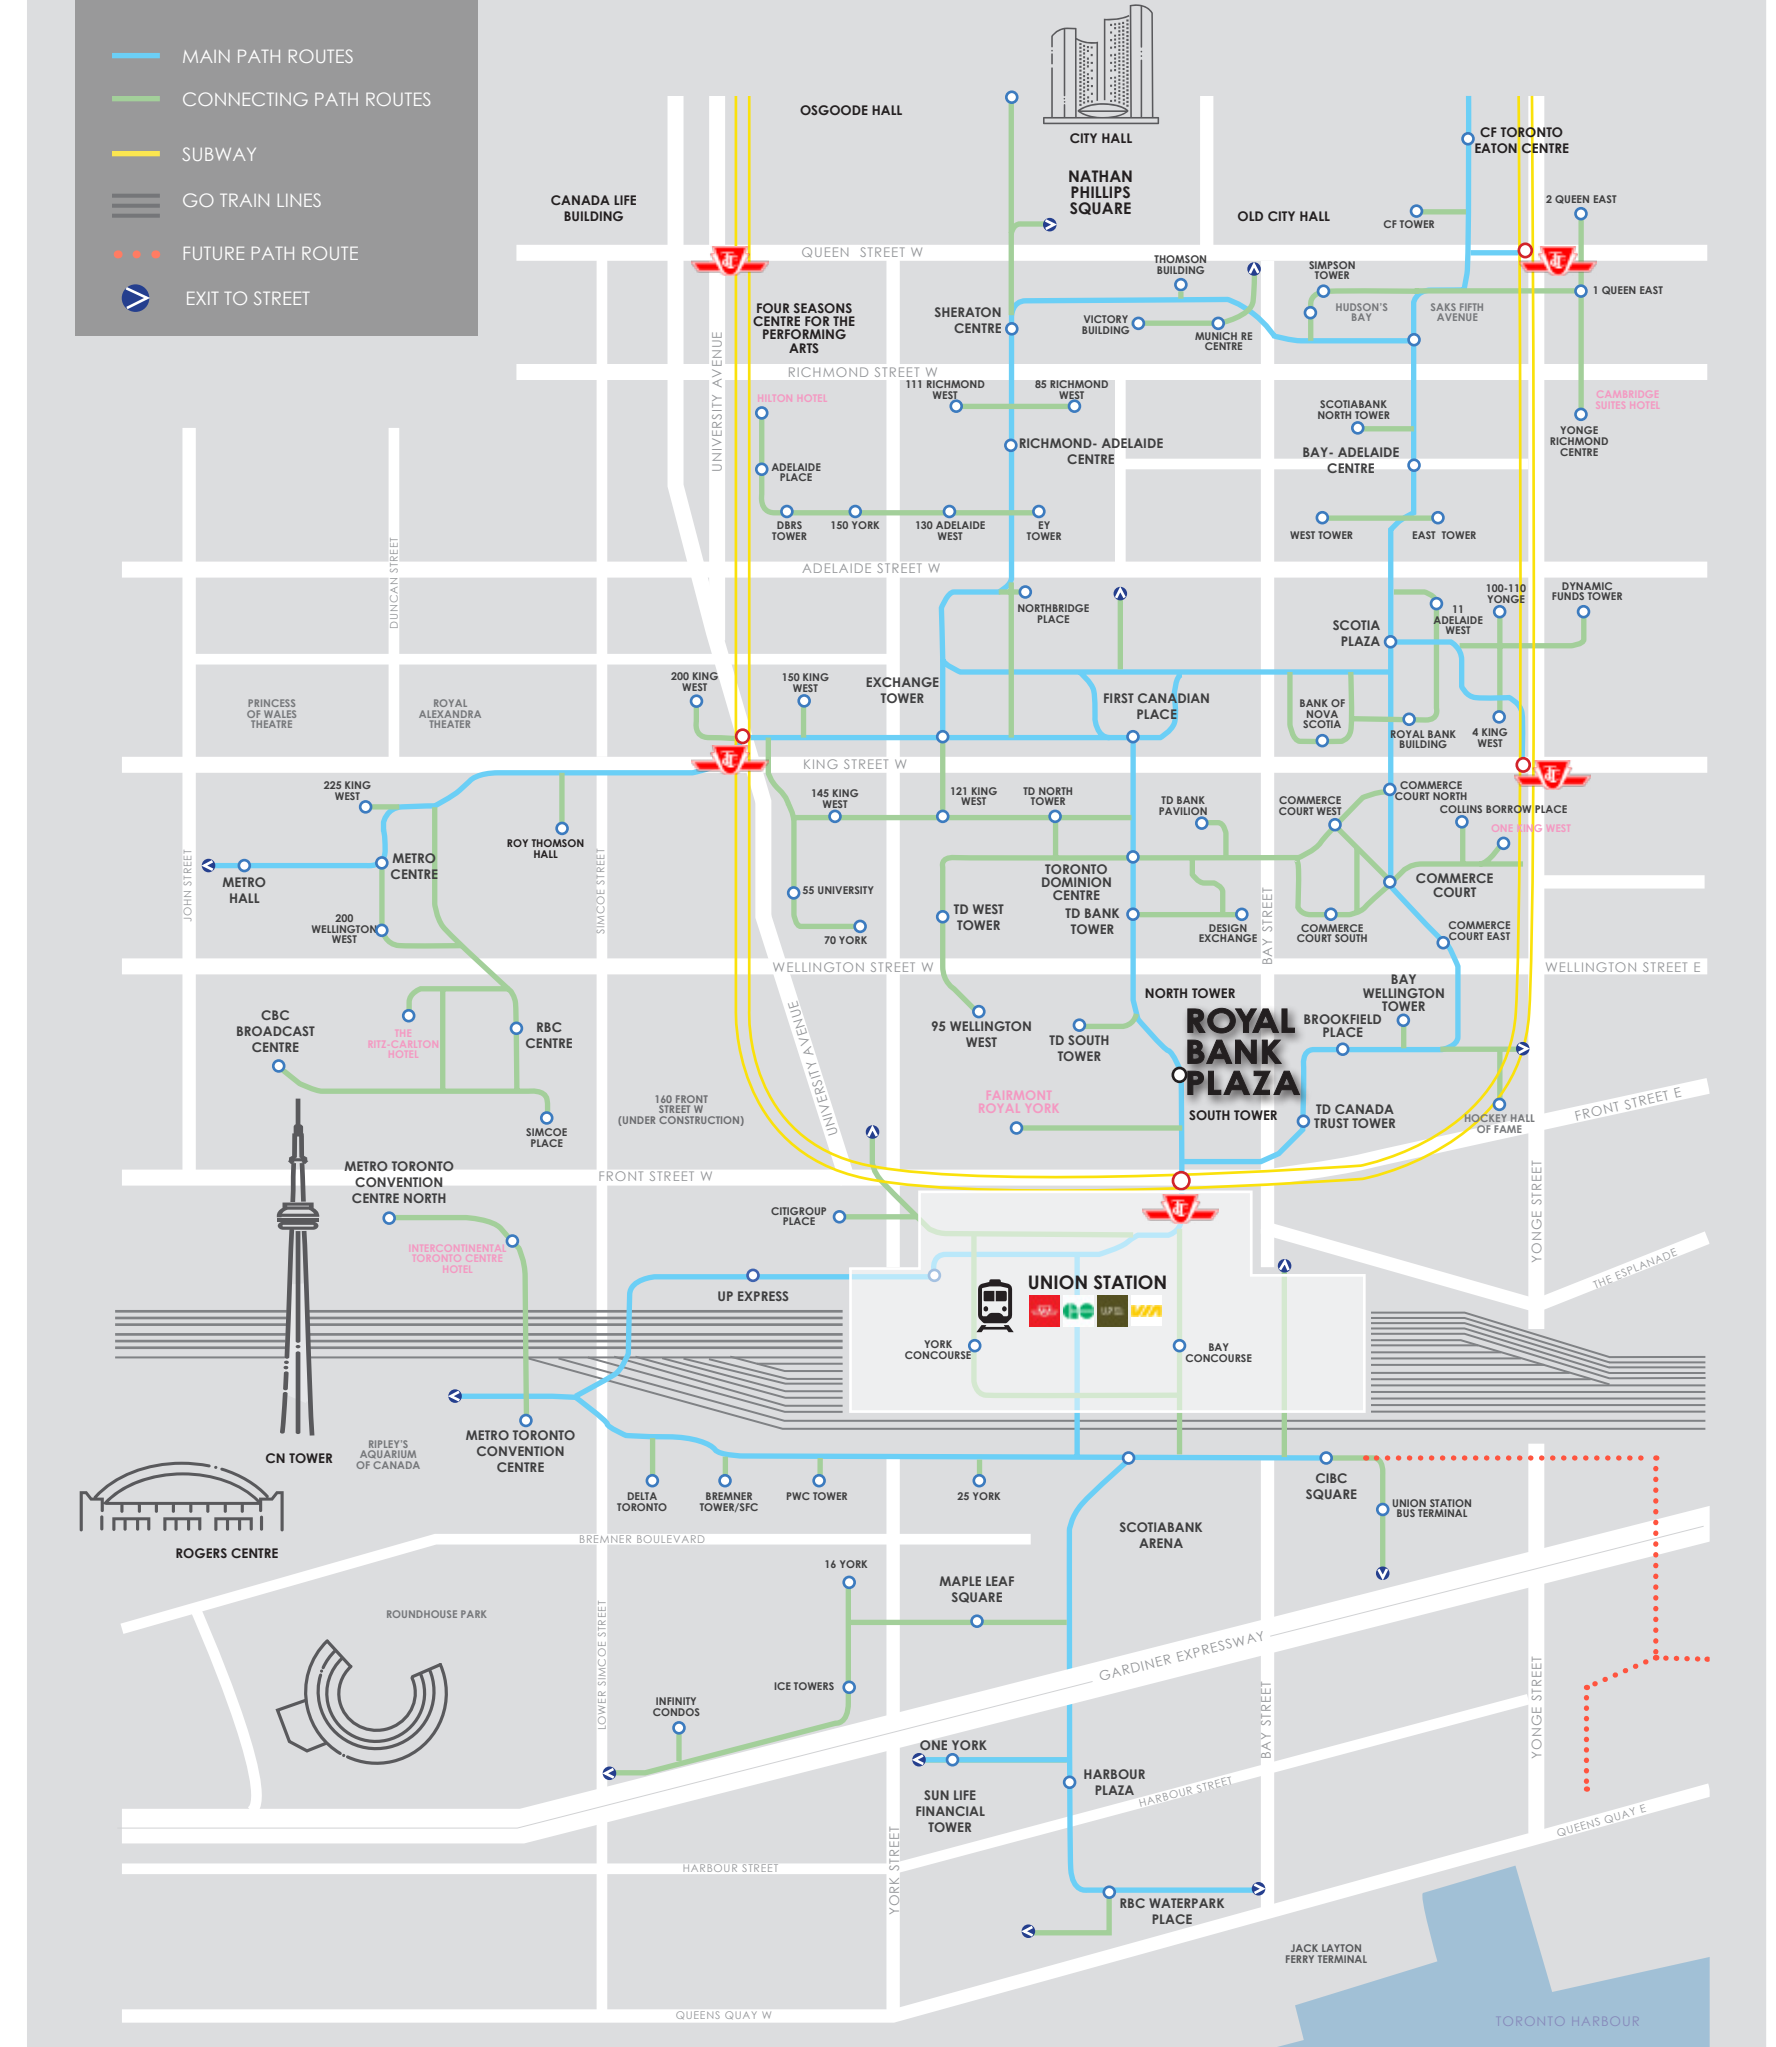 MAIN PATH ROUTES
CONNECTING PATH ROUTES
SUBWAY
GO TRAIN LINES
FUTURE PATH ROUTE
EXIT TO STREET
OSGOODE HALL
CITY HALL
CF TORONTO
EATON CENTRE
NATHAN
PHILLIPS
SQUARE
CANADA LIFE
BUILDING
OLD CITY HALL
CF TOWER
2 QUEEN EAST
QUEEN STREET W
THOMSON
BUILDING
SIMPSON
TOWER
1 QUEEN EAST
FOUR SEASONS
CENTRE FOR THE
PERFORMING
ARTS
SHERATON
CENTRE
VICTORY
BUILDING
MUNICH RE
CENTRE
HUDSON'S
BAY
SAKS FIFTH
AVENUE
UNIVERSITY AVENUE
RICHMOND STREET W
111 RICHMOND
WEST
85 RICHMOND
WEST
HILTON HOTEL
CAMBRIDGE
SUITES HOTEL
SCOTIABANK
NORTH TOWER
YONGE
RICHMOND
CENTRE
RICHMOND- ADELAIDE
CENTRE
BAY- ADELAIDE
CENTRE
ADELAIDE
PLACE
DBRS
TOWER
150 YORK
130 ADELAIDE
WEST
EY
TOWER
WEST TOWER
EAST TOWER
DUNCAN STREET
ADELAIDE STREET W
NORTHBRIDGE
PLACE
100-110
YONGE
DYNAMIC
FUNDS TOWER
11
ADELAIDE
WEST
SCOTIA
PLAZA
200 KING
WEST
150 KING
WEST
EXCHANGE
TOWER
FIRST CANADIAN
PLACE
BANK OF
NOVA
SCOTIA
ROYAL BANK
BUILDING
4 KING
WEST
PRINCESS
OF WALES
THEATRE
ROYAL
ALEXANDRA
THEATER
KING STREET W
225 KING
WEST
145 KING
WEST
121 KING
WEST
TD NORTH
TOWER
TD BANK
PAVILION
COMMERCE
COURT WEST
COMMERCE
COURT NORTH
COLLINS BORROW PLACE
ONE KING WEST
ROY THOMSON
HALL
METRO
CENTRE
METRO
HALL
JOHN STREET
SIMCOE STREET
TORONTO
DOMINION
CENTRE
COMMERCE
COURT
55 UNIVERSITY
200
WELLINGTON
WEST
70 YORK
TD WEST
TOWER
TD BANK
TOWER
DESIGN
EXCHANGE
BAY STREET
COMMERCE
COURT SOUTH
COMMERCE
COURT EAST
WELLINGTON STREET W
WELLINGTON STREET E
BAY
WELLINGTON
TOWER
NORTH TOWER
ROYAL
BANK
PLAZA
SOUTH TOWER
BROOKFIELD
PLACE
CBC
BROADCAST
CENTRE
THE
RITZ-CARLTON
HOTEL
RBC
CENTRE
UNIVERSITY AVENUE
95 WELLINGTON
WEST
TD SOUTH
TOWER
FAIRMONT
ROYAL YORK
160 FRONT
STREET W
(UNDER CONSTRUCTION)
SIMCOE
PLACE
TD CANADA
TRUST TOWER
HOCKEY HALL
OF FAME
FRONT STREET E
FRONT STREET W
METRO TORONTO
CONVENTION
CENTRE NORTH
CITIGROUP
PLACE
YONGE STREET
INTERCONTINENTAL
TORONTO CENTRE
HOTEL
THE ESPLANADE
UP EXPRESS
UNION STATION
GO
VIA
YORK
CONCOURSE
BAY
CONCOURSE
METRO TORONTO
CONVENTION
CENTRE
CN TOWER
RIPLEY'S
AQUARIUM
OF CANADA
DELTA
TORONTO
BREMNER
TOWER/SFC
PWC TOWER
25 YORK
CIBC
SQUARE
UNION STATION
BUS TERMINAL
SCOTIABANK
ARENA
ROGERS CENTRE
BREMNER BOULEVARD
16 YORK
MAPLE LEAF
SQUARE
ROUNDHOUSE PARK
LOWER SIMCOE STREET
GARDINER EXPRESSWAY
ICE TOWERS
INFINITY
CONDOS
BAY STREET
YONGE STREET
ONE YORK
HARBOUR
PLAZA
SUN LIFE
FINANCIAL
TOWER
HARBOUR STREET
QUEENS QUAY E
HARBOUR STREET
YORK STREET
RBC WATERPARK
PLACE
JACK LAYTON
FERRY TERMINAL
QUEENS QUAY W
TORONTO HARBOUR